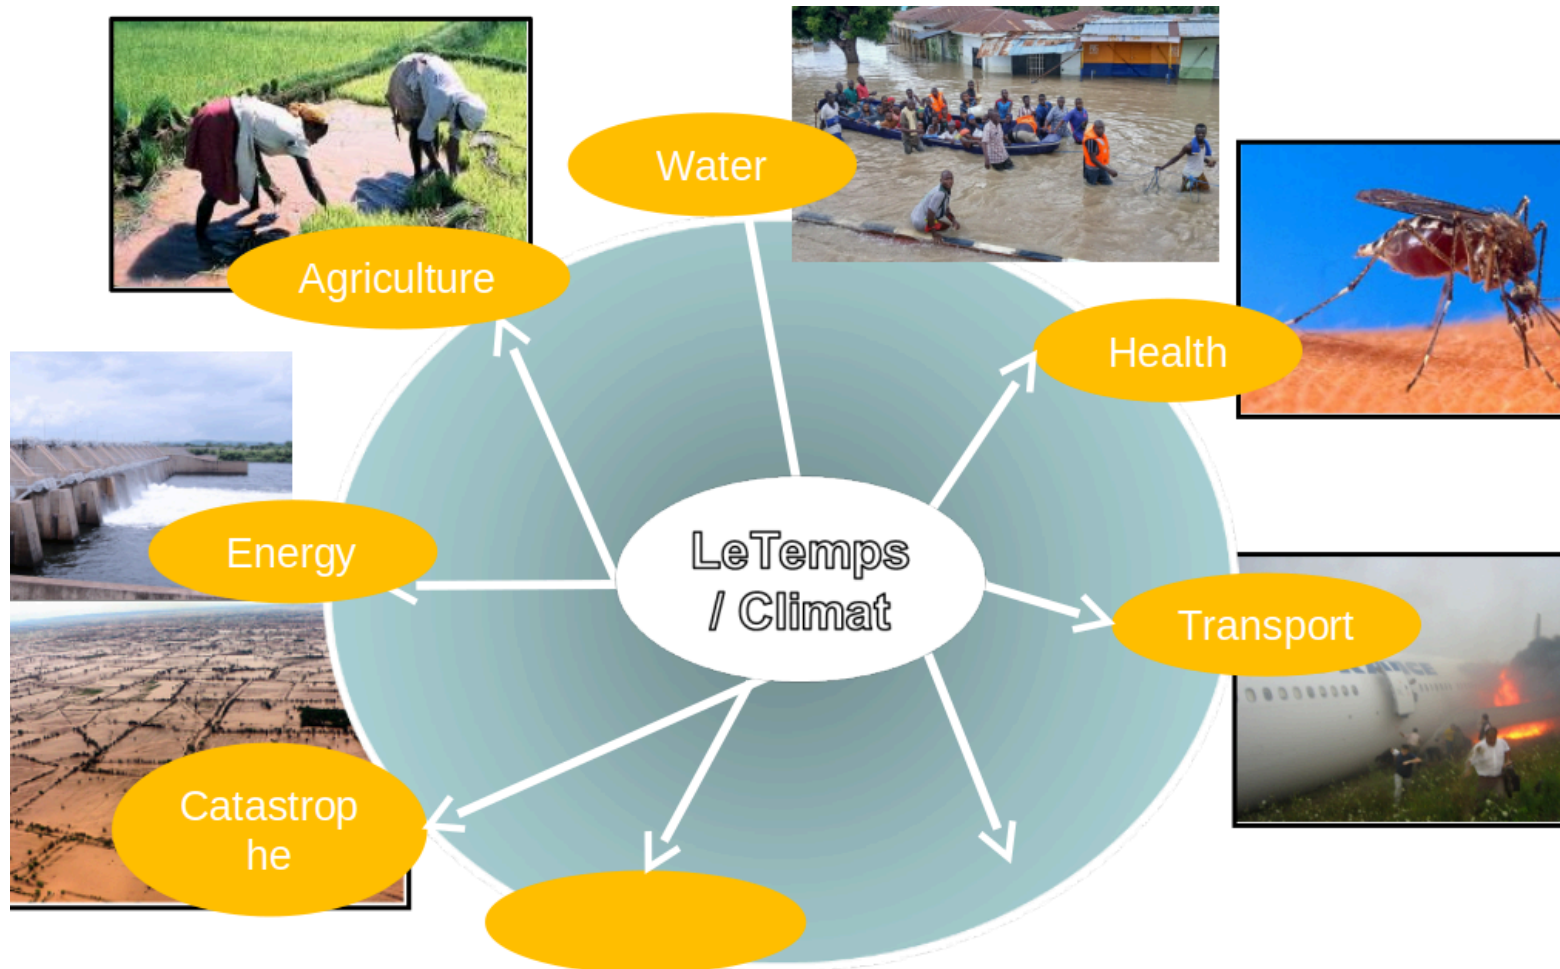 Water
Agriculture
Health
Energy
LeTemps
/ Climat
Transport
Catastrop
he